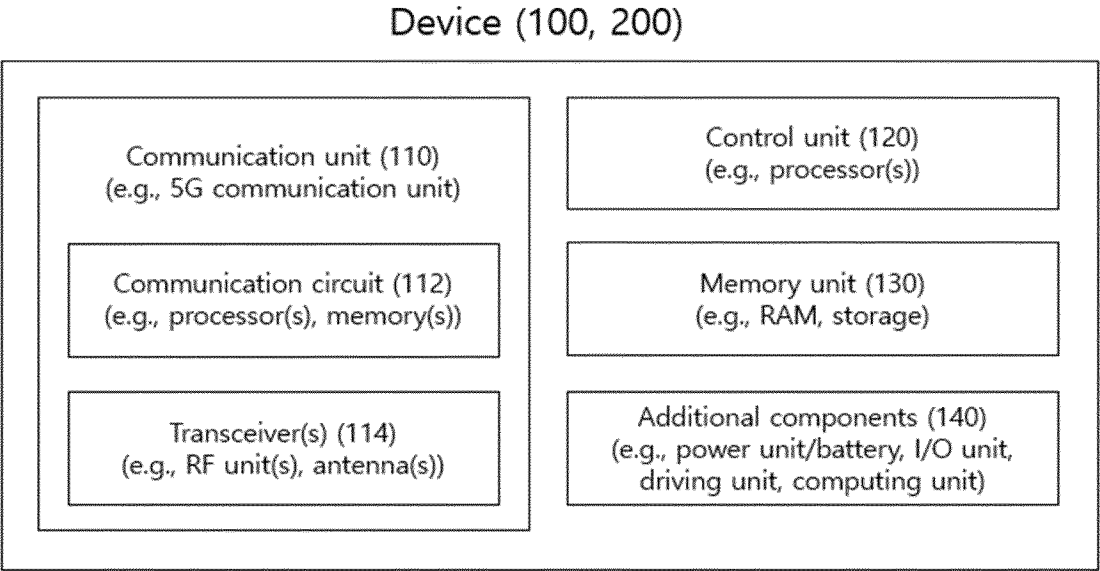 Device (100, 200)
Communication unit (110)
(e.g., 5G communication unit)
Communication circuit (112)
(e.g., processor(s), memory(s))
Transceiver(s) (114)
(e.g., RF unit(s), antenna(s))
Control unit (120)
(e.g., processor(s))
Memory unit (130)
(e.g., RAM, storage)
Additional components (140)
(e.g., power unit/battery, I/O unit,
driving unit, computing unit)